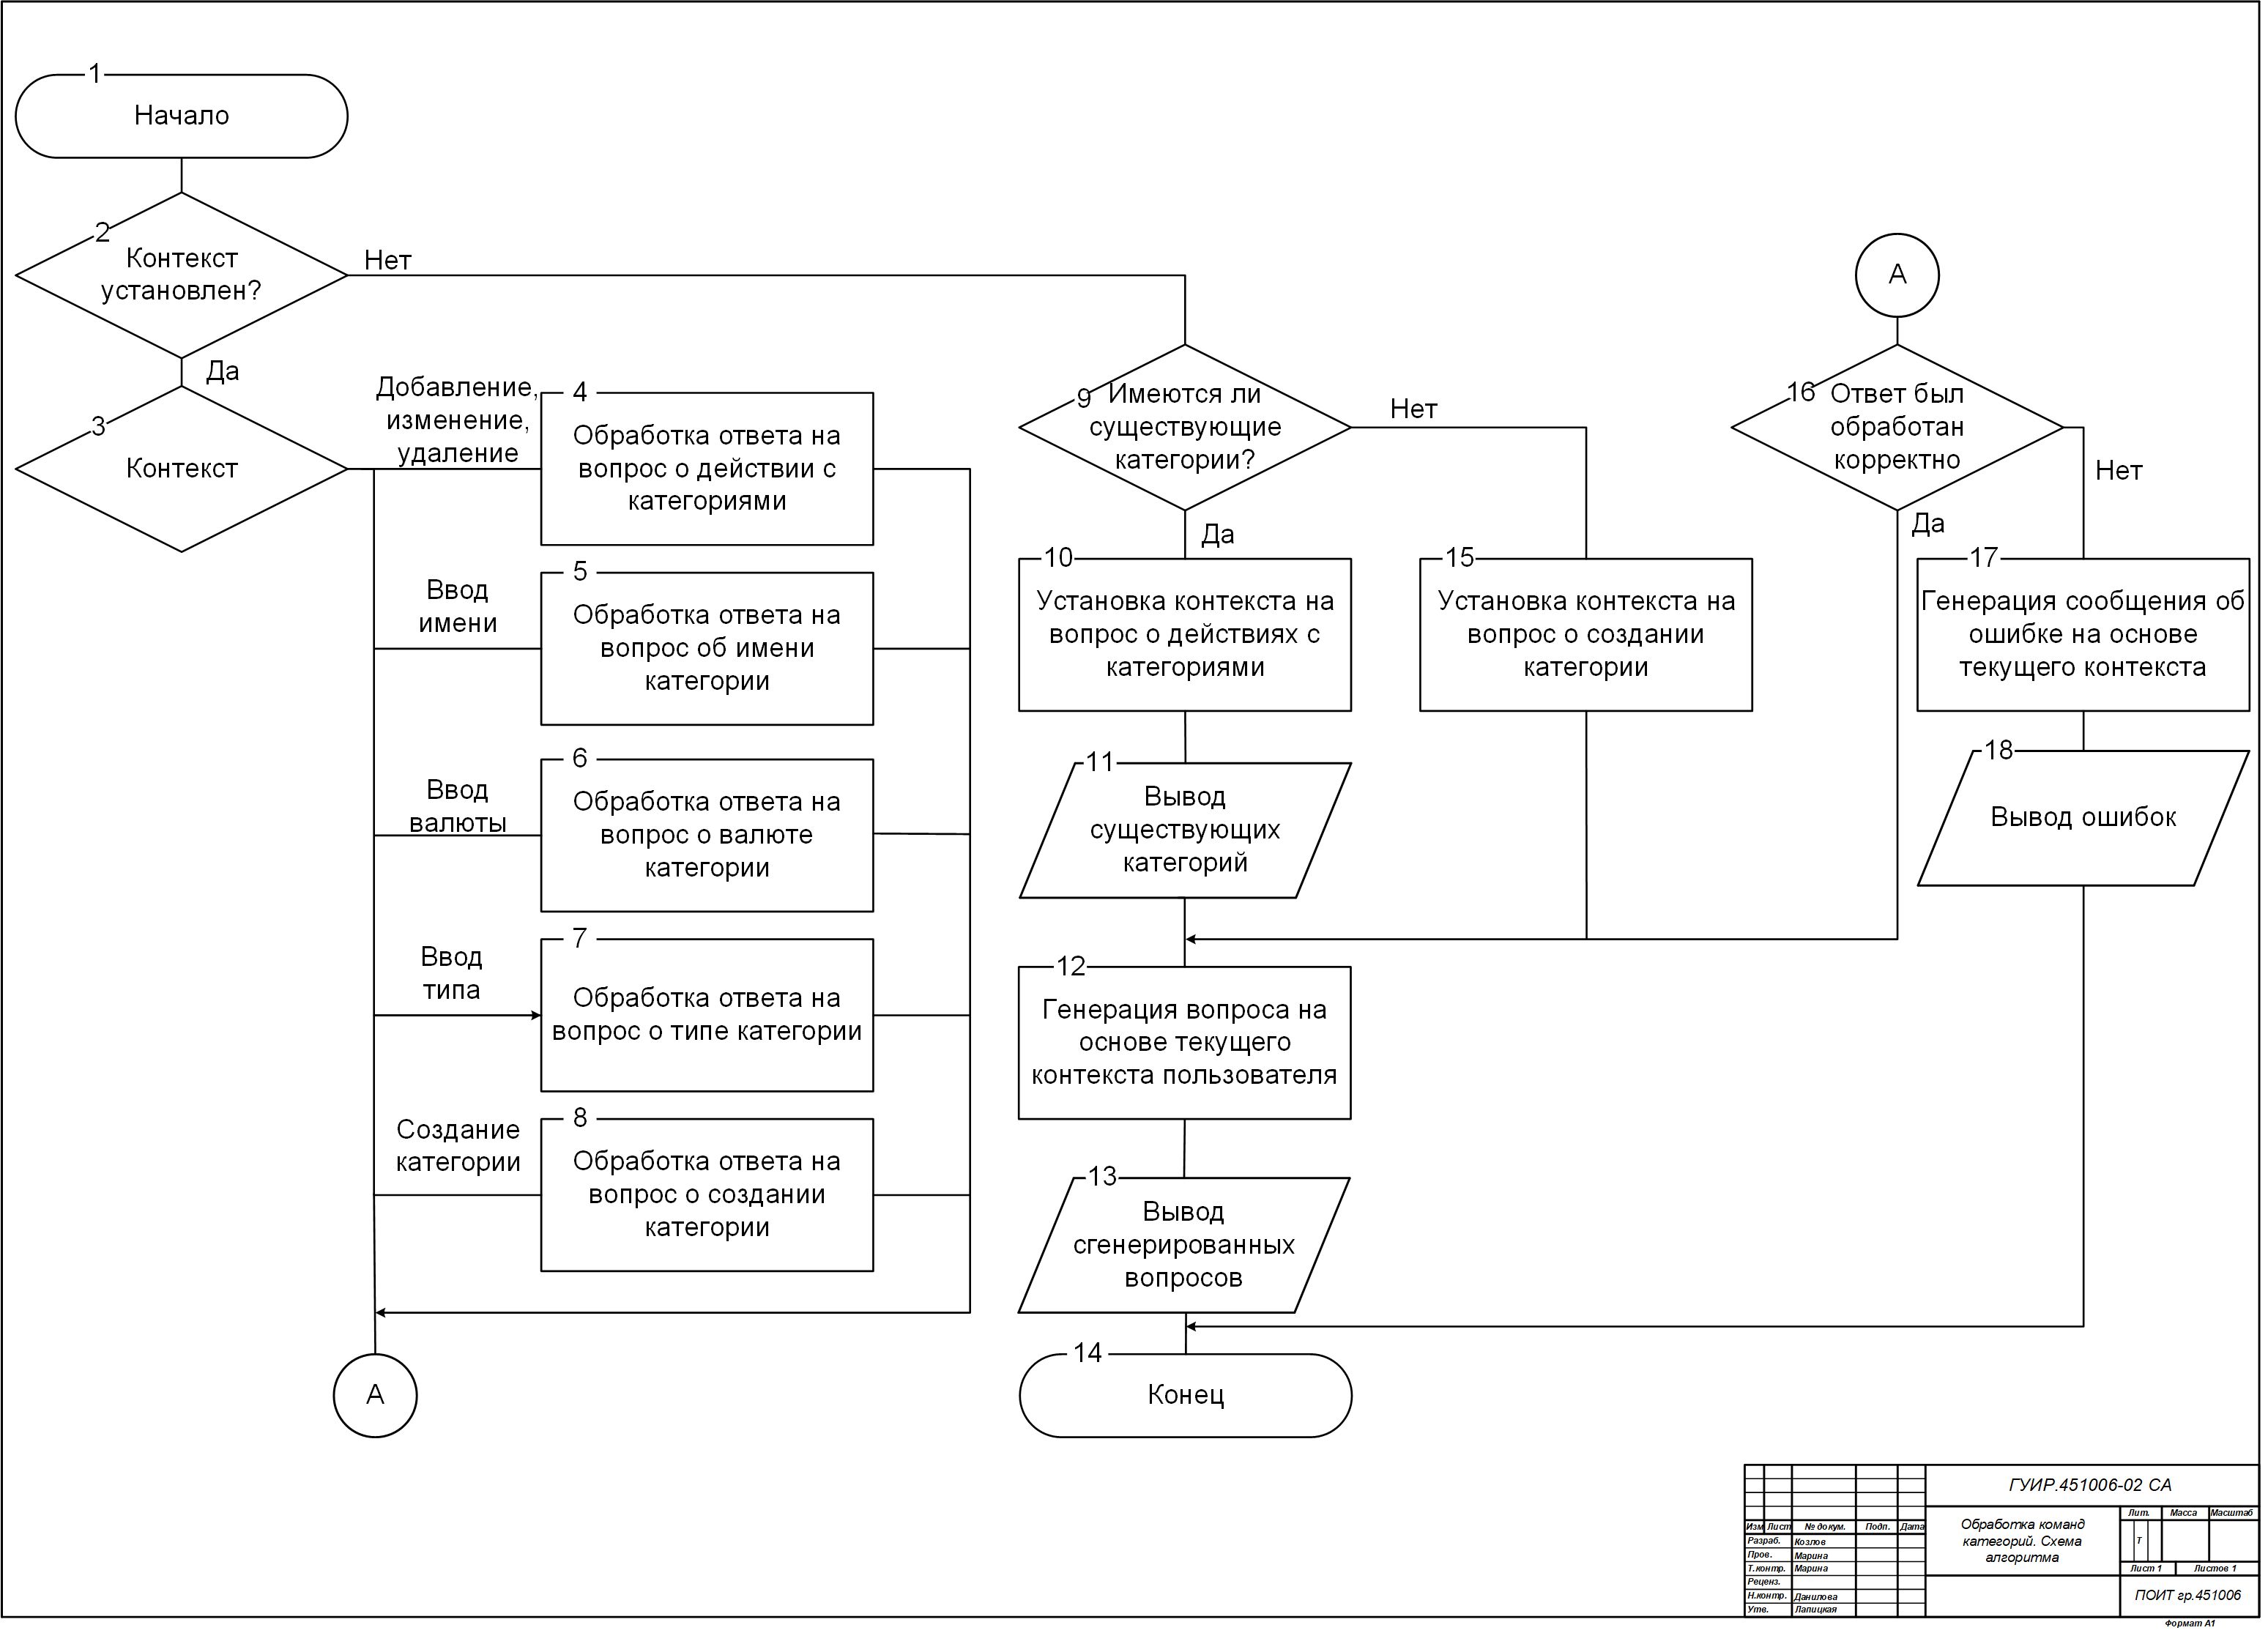 1
Начало
2
Контекст
установлен?
Нет
Да
3
Контекст
Добавление,
изменение,
удаление
4
Обработка ответа на
вопрос о действии с
категориями
Ввод
имени
5
Обработка ответа на
вопрос об имени
категории
Ввод
валюты
6
Обработка ответа на
вопрос о валюте
категории
Ввод
типа
7
Обработка ответа на
вопрос о типе категории
Создание
категории
8
Обработка ответа на
вопрос о создании
категории
А
9
Имеются ли
существующие
категории?
Нет
Да
10
Установка контекста на
вопрос о действиях с
категориями
11
Вывод
существующих
категорий
12
Генерация вопроса на
основе текущего
контекста пользователя
13
Вывод
сгенерированных
вопросов
14
Конец
15
Установка контекста на
вопрос о создании
категории
А
16
Ответ был
обработан
корректно
Нет
Да
17
Генерация сообщения об
ошибке на основе
текущего контекста
18
Вывод ошибок
ГУИР.451006-02 СА
Изм Лист № докум. Подп. Дата
Разраб. Козлов
Пров. Марина
Т.контр. Марина
Реценз.
Н.контр. Данилова
Утв. Лапицкая
Обработка команд
категорий. Схема
алгоритма
Лит. Масса Масштаб
Т
Лист 1 Листов 1
ПОИТ гр.451006
Формат А1